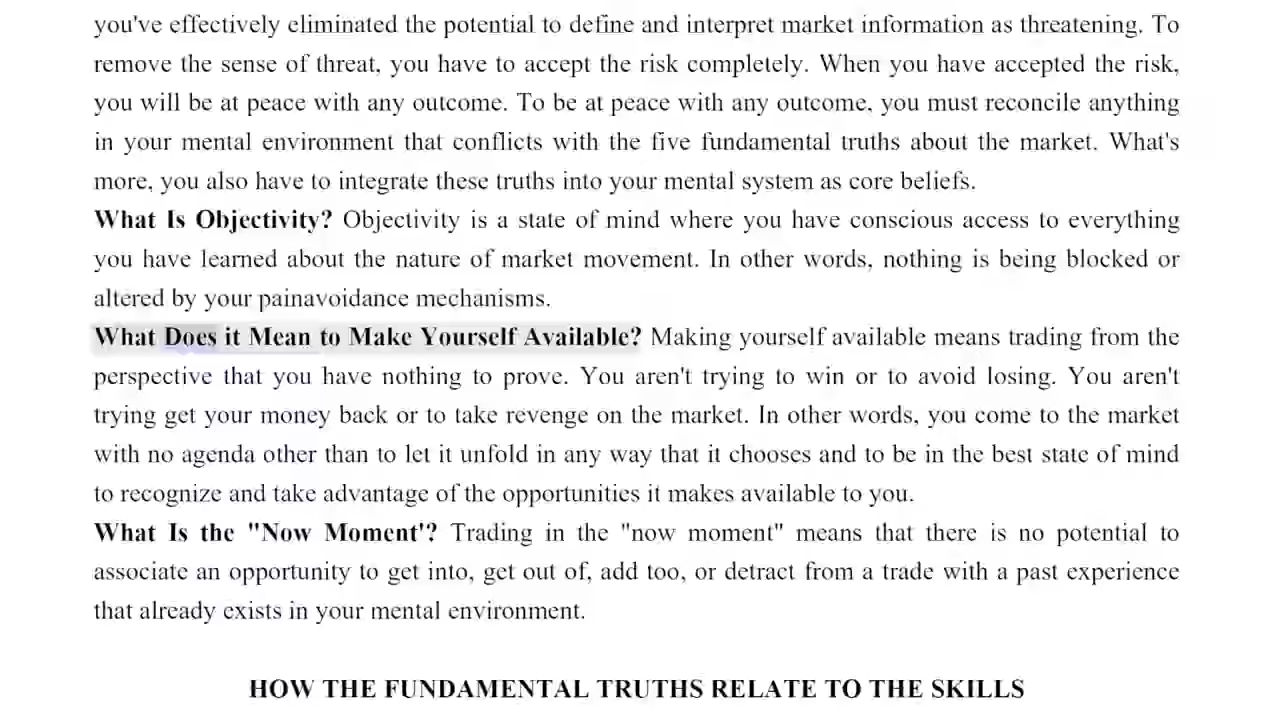 you've effectively eliminated the potential to define and interpret market information as threatening. To
remove the sense of threat, you have to accept the risk completely. When you have accepted the risk,
you will be at peace with any outcome. To be at peace with any outcome, you must reconcile anything
in your mental environment that conflicts with the five fundamental truths about the market. What's
more, you also have to integrate these truths into your mental system as core beliefs.
What Is Objectivity? Objectivity is a state of mind where you have conscious access to everything
you have learned about the nature of market movement. In other words, nothing is being blocked or
altered by your painavoidance mechanisms.
What Does it Mean to Make Yourself Available? Making yourself available means trading from the
perspective that you have nothing to prove. You aren't trying to win or to avoid losing. You aren't
trying get your money back or to take revenge on the market. In other words, you come to the market
with no agenda other than to let it unfold in any way that it chooses and to be in the best state of mind
to recognize and take advantage of the opportunities it makes available to you.
What Is the "Now Moment'? Trading in the "now moment" means that there is no potential to
associate an opportunity to get into, get out of, add too, or detract from a trade with a past experience
that already exists in your mental environment.
HOW THE FUNDAMENTAL TRUTHS RELATE TO THE SKILLS